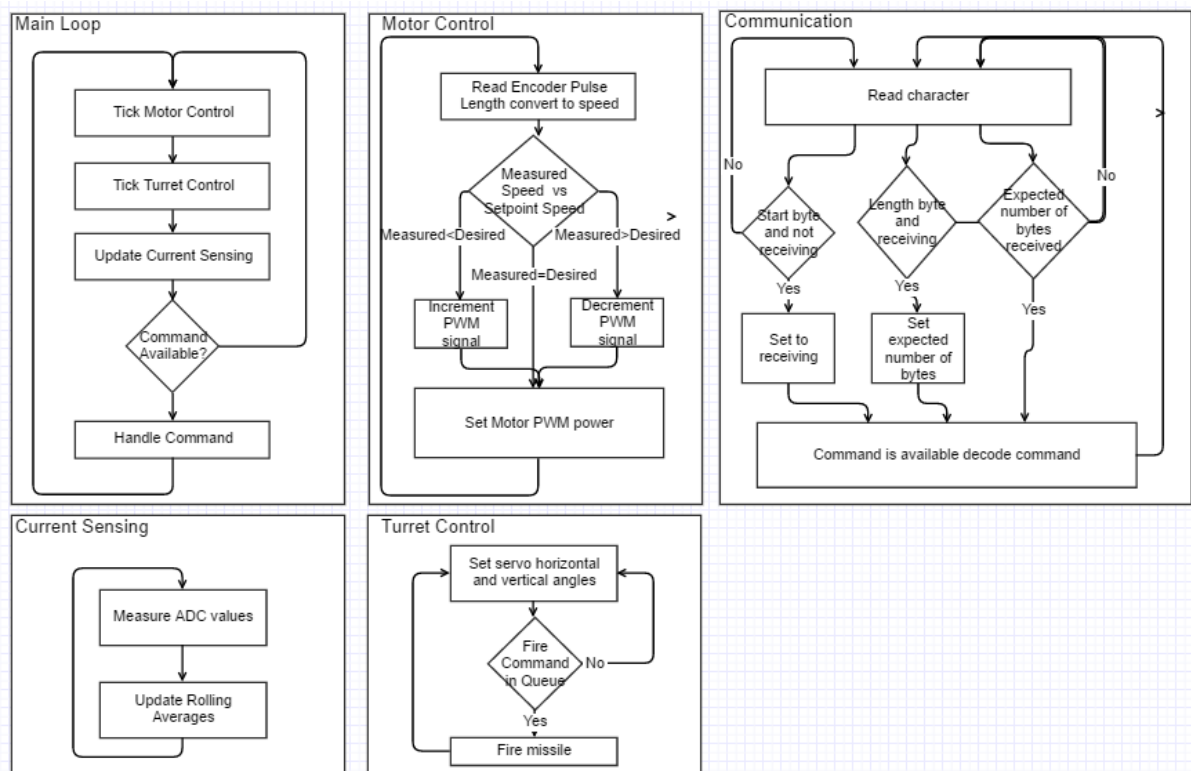 Main Loop
Tick Motor Control
Tick Turret Control
Update Current Sensing
Command
Available?
Handle Command
Motor Control
Read Encoder Pulse
Length convert to speed
Measured
Speed vs
Setpoint Speed
>
Measured<Desired
Measured>Desired
Measured=Desired
Increment
PWM
signal
Decrement
PWM
signal
Set Motor PWM power
Communication
Read character
>
No
No
Start byte
and not
receiving
Length byte
and
receiving
Expected
number of
bytes
received
Yes
Yes
Yes
Set to
receiving
Set
expected
number of
bytes
Command is available decode command
Current Sensing
Measure ADC values
Update Rolling
Averages
Turret Control
Set servo horizontal
and vertical angles
Fire
Command
in Queue
No
Yes
Fire missile